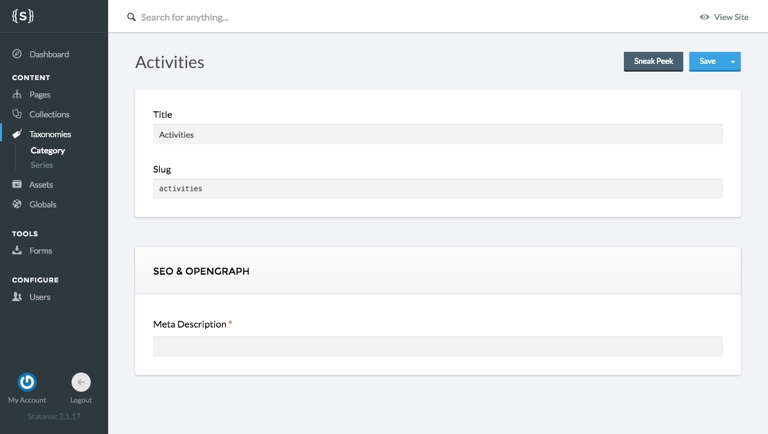 {S}
Search for anything...
View Site
Dashboard
CONTENT
Pages
Collections
Taxonomies
Category
Series
Assets
Globals
TOOLS
Forms
CONFIGURE
Users
My Account
Logout
Statamic 2.1.17
Activities
Sneak Peek
Save
Title
Activities
Slug
activities
SEO & OPENGRAPH
Meta Description *